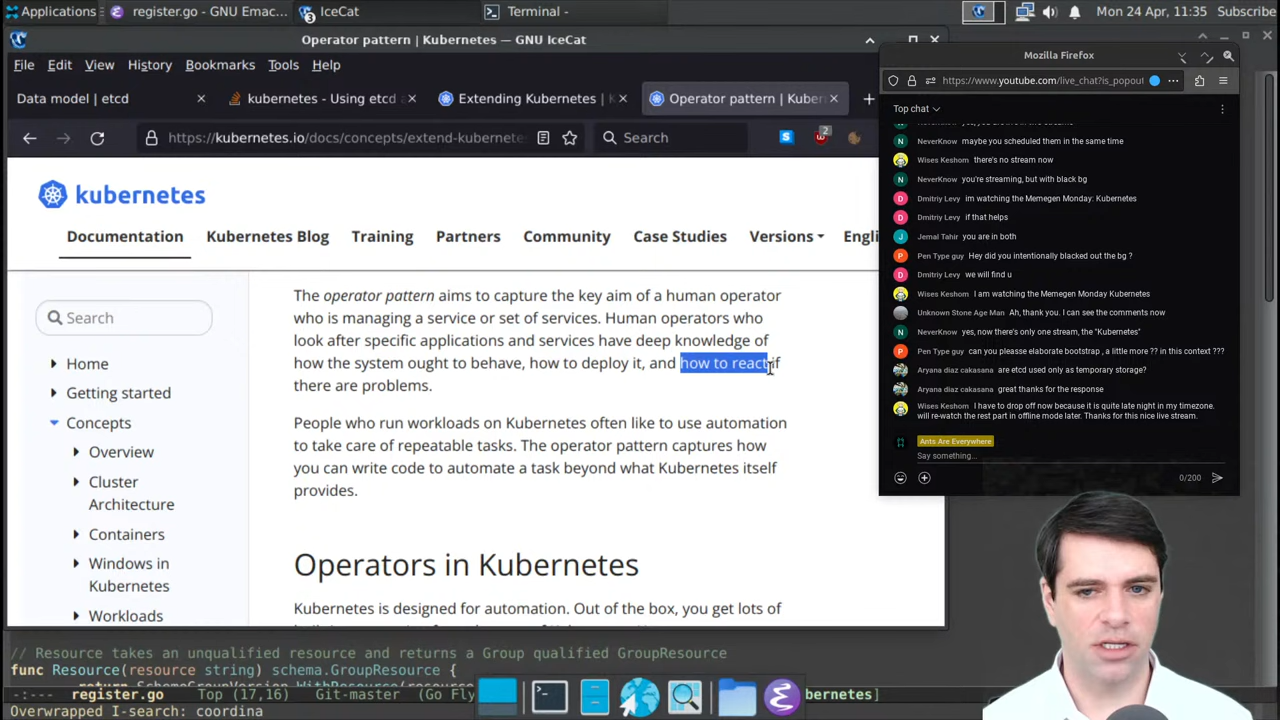 Applications
register.go - GNU Emac...
IceCat
3
Terminal -
Mon 24 Apr, 11:35
Subscribe
Operator pattern | Kubernetes — GNU IceCat
File Edit View History Bookmarks Tools Help
Data model | etcd
kubernetes - Using etcd
Extending Kubernetes | K
Operator pattern | Kuber
https://kubernetes.io/do
ncepts/extend-kubernete
Search
2
kubernetes
Documentation
Kubernetes Blog
Training
Partners
Community
Case Studies
Versions
Engli
Search
Home
Getting started
Concepts
Overview
Cluster
Architecture
Containers
Windows in
Kubernetes
Workloads
The operator pattern aims to capture the key aim of a human operator
who is managing a service or set of services. Human operators who
look after specific applications and services have deep knowledge of
how the system ought to behave, how to deploy it, and how to react if
there are problems.
People who run workloads on Kubernetes often like to use automation
to take care of repeatable tasks. The operator pattern captures how
you can write code to automate a task beyond what Kubernetes itself
provides.
Operators in Kubernetes
Kubernetes is designed for automation. Out of the box, you get lots of
Mozilla Firefox
https://www.youtube.com/live_chat?is_popout
Top chat
NeverKnow maybe you scheduled them in the same time
Wises Keshom there's no stream now
NeverKnow you're streaming, but with black bg
Dmitriy Levy im watching the Memegen Monday: Kubernetes
Dmitriy Levy if that helps
Jemal Tahir you are in both
Pen Type guy Hey did you intentionally blacked out the bg ?
Dmitriy Levy we will find u
Wises Keshom I am watching the Memegen Monday Kubernetes
Unknown Stone Age Man Ah, thank you. I can see the comments now
NeverKnow yes, now there's only one stream, the "Kubernetes"
Pen Type guy can you pleasse elaborate bootstrap , a little more ?? in this context ???
Aryana diaz cakasana are etcd used only as temporary storage?
Aryana diaz cakasana great thanks for the response
Wises Keshom I have to drop off now because it is quite late night in my timezone.
will re-watch the rest part in offline mode later. Thanks for this nice live stream.
Ants Are Everywhere
Say something...
0/200
// Resource takes an unqualified resource and returns a Group qualified GroupResource
func Resource(resource string) schema.GroupResource {
-:--- register.go Top (17,16) Git-master (Go Fly
bernetes]
Overwrapped I-search: coordina